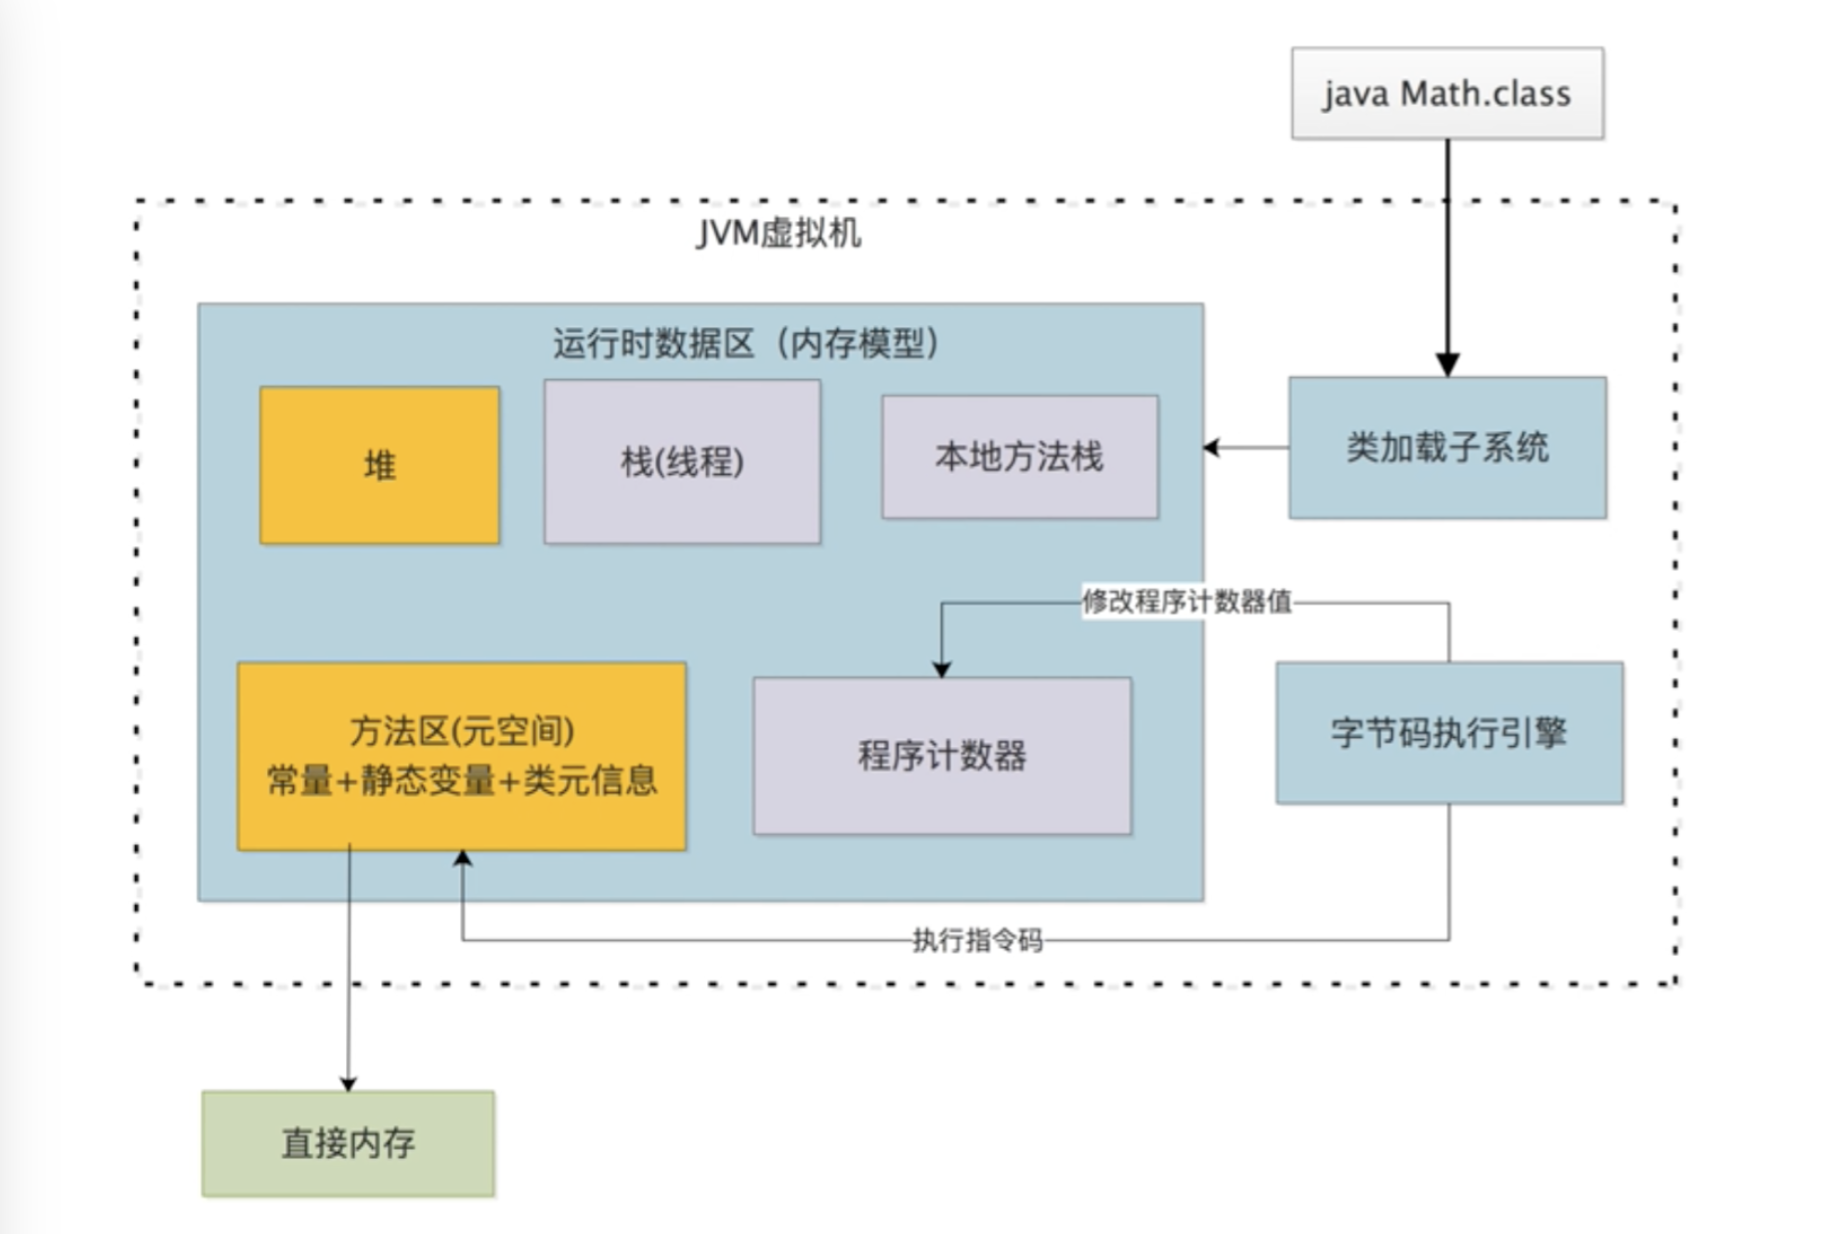 java Math.class
JVM虚拟机
运行时数据区（内存模型）
堆
栈(线程)
本地方法栈
类加载子系统
修改程序计数器值
方法区(元空间)
常量+静态变量+类元信息
程序计数器
字节码执行引擎
执行指令码
直接内存